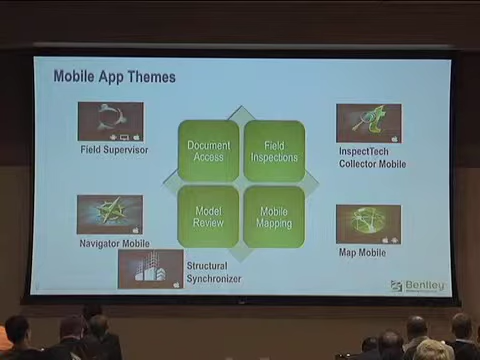 Mobile App Themes
Field Supervisor
Document
Access
Field
Inspections
InspectTech
Collector Mobile
Navigator Mobile
Model
Review
Mobile
Mapping
Map Mobile
Structural
Synchronizer
Bentley